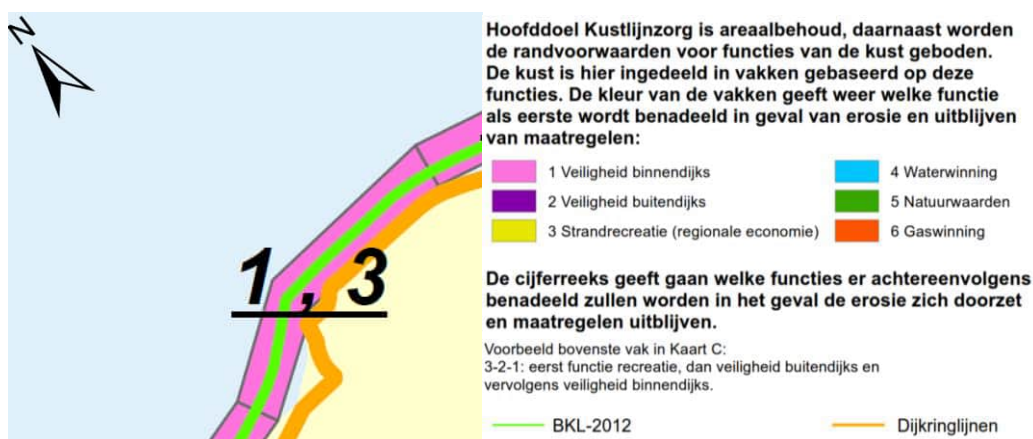 N
1 , 3
Hoofddoel Kustlijnzorg is areaalbehoud, daarnaast worden
de randvoorwaarden voor functies van de kust geboden.
De kust is hier ingedeeld in vakken gebaseerd op deze
functies. De kleur van de vakken geeft weer welke functie
als eerste wordt benadeeld in geval van erosie en uitblijven
van maatregelen:
1 Veiligheid binnendijks
2 Veiligheid buitendijks
3 Strandrecreatie (regionale economie)
4 Waterwinning
5 Natuurwaarden
6 Gaswinning
De cijferreeks geeft gaan welke functies er achtereenvolgens
benadeeld zullen worden in het geval de erosie zich doorzet
en maatregelen uitblijven.
Voorbeeld bovenste vak in Kaart C:
3-2-1: eerst functie recreatie, dan veiligheid buitendijks en
vervolgens veiligheid binnendijks.
BKL-2012
Dijkringlijnen